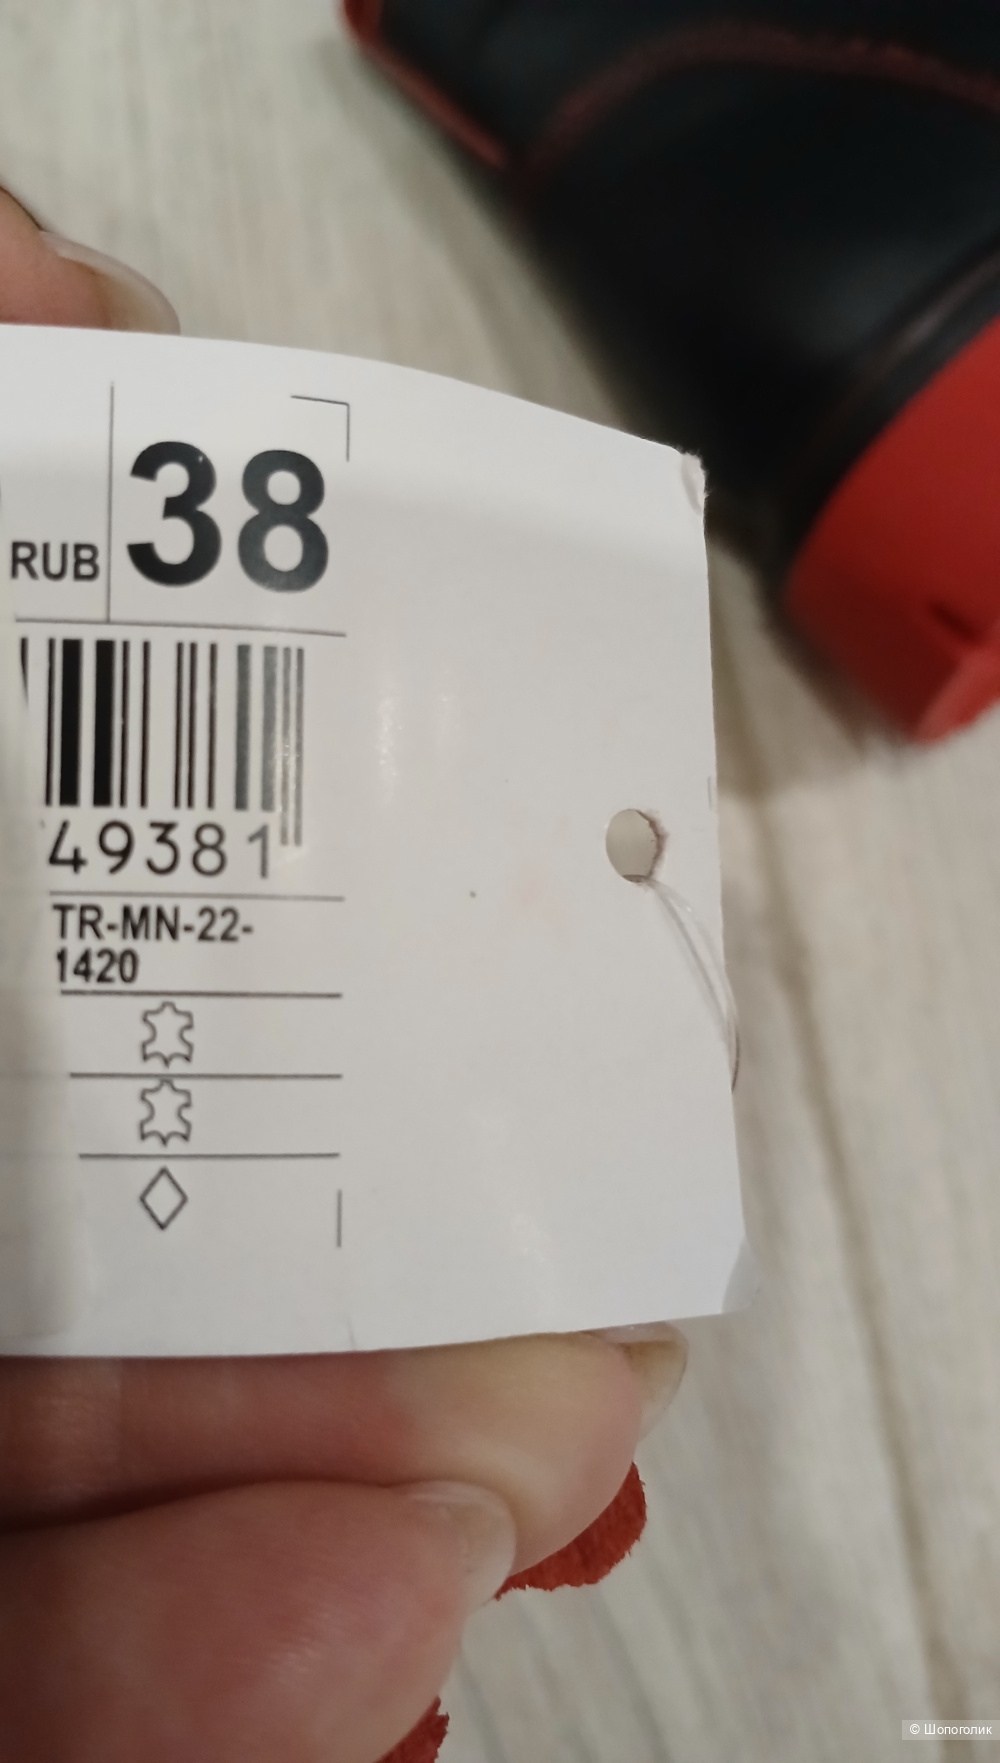 RUB 38
49381
TR-MN-22-
1420
© Шопоголик